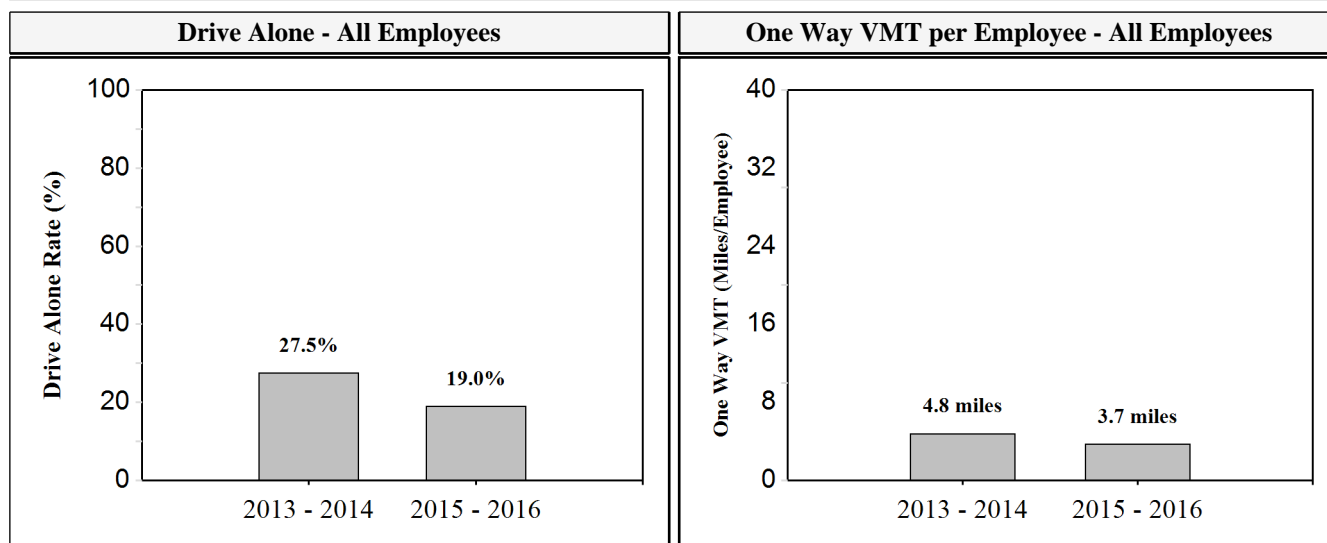 Drive Alone - All Employees
Drive Alone Rate (%)
100
80
60
40
20
0
27.5%
19.0%
2013 - 2014
2015 - 2016
One Way VMT per Employee - All Employees
One Way VMT (Miles/Employee)
40
32
24
16
8
0
4.8 miles
3.7 miles
2013 - 2014
2015 - 2016